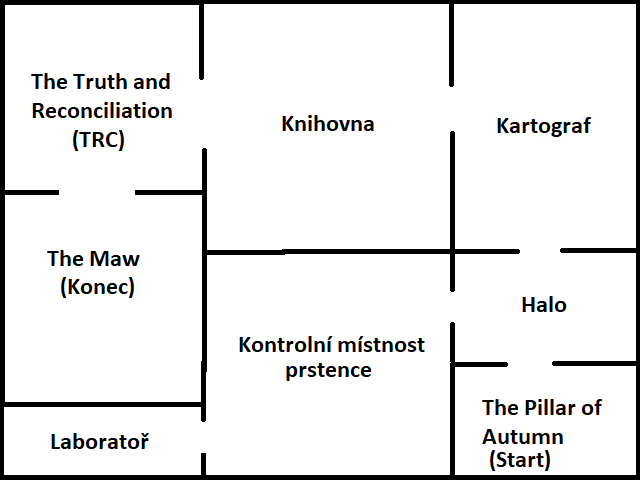 The Truth and
Reconciliation
(TRC)
Knihovna
Kartograf
The Maw
(Konec)
Halo
Kontrolní místnost
prstence
The Pillar of
Autumn
(Start)
Laboratoř